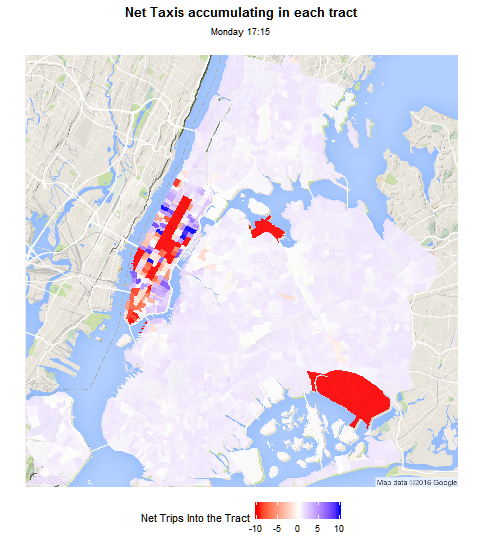 Net Taxis accumulating in each tract
Monday 17:15
Map data ©2016 Google
Net Trips Into the Tract
-10 -5 0 5 10